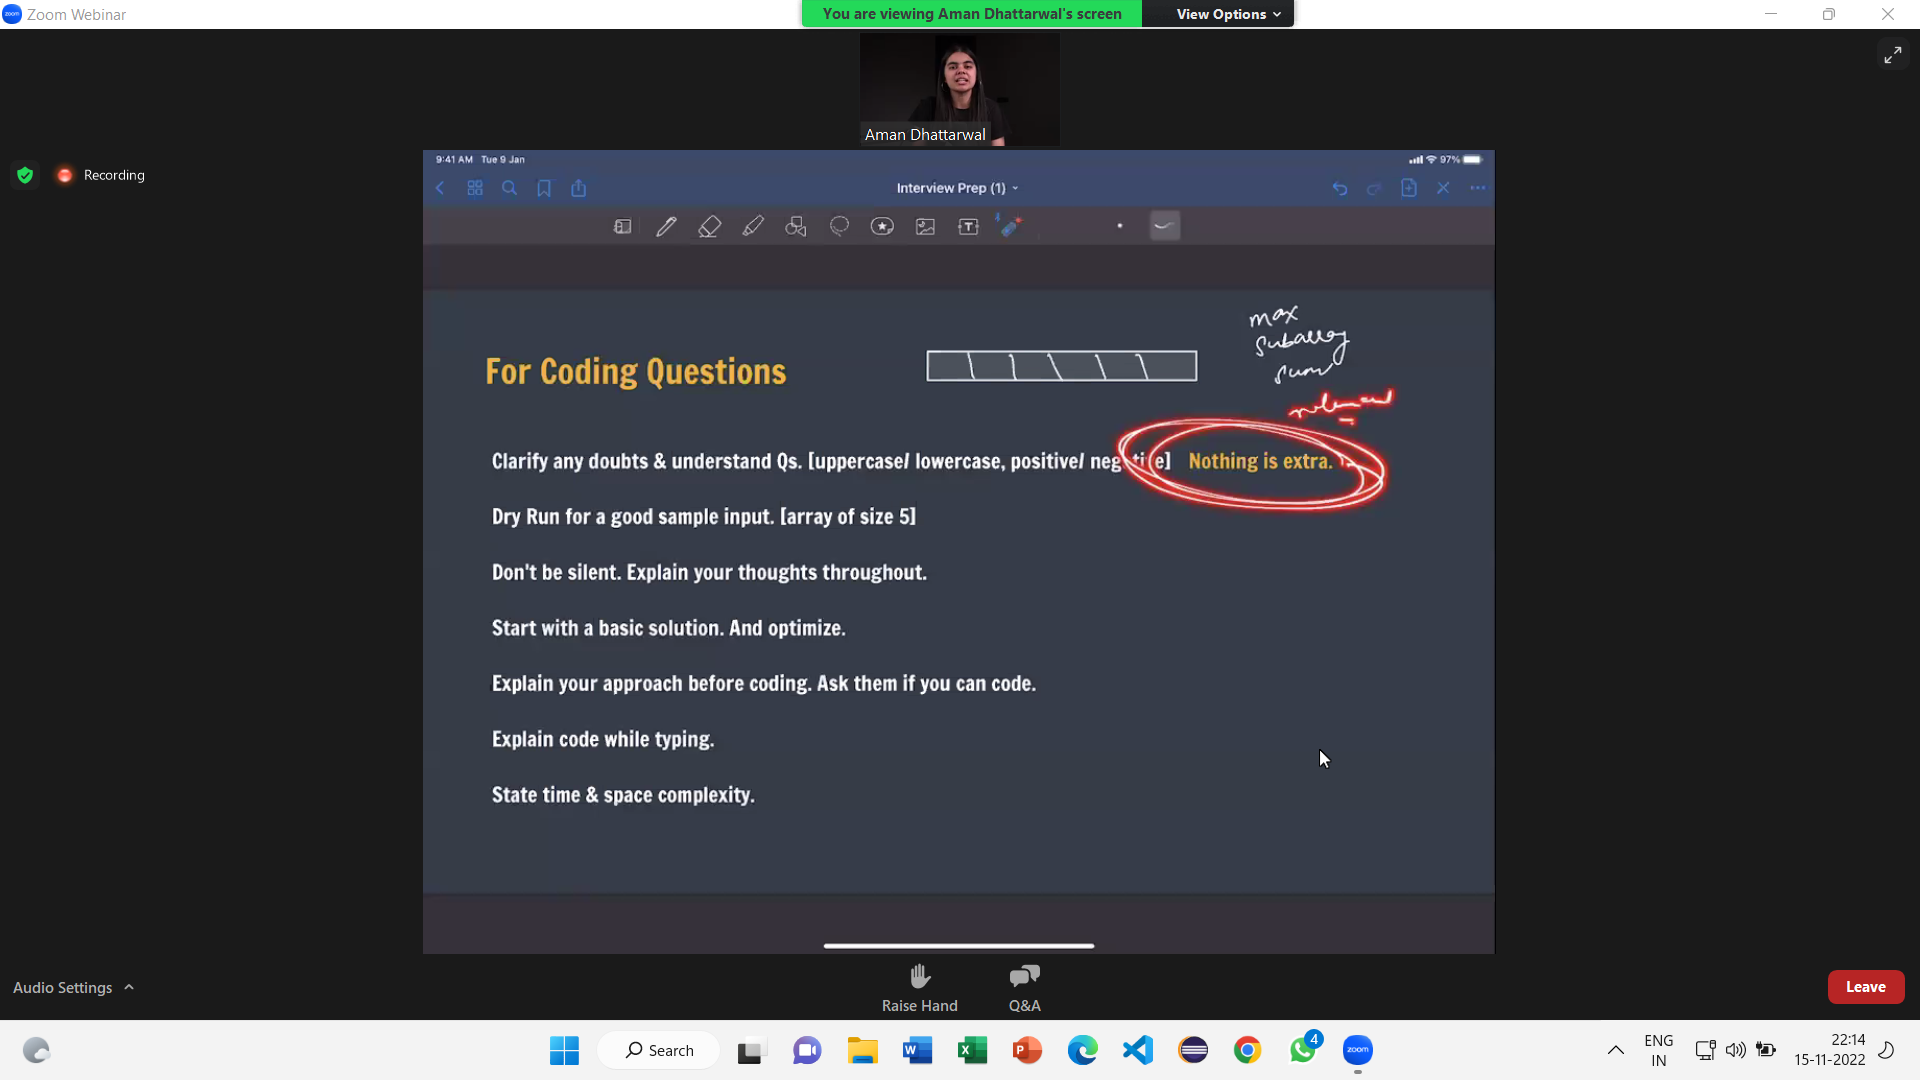 Zoom Webinar
You are viewing Aman Dhattarwal's screen
View Options
Aman Dhattarwal
Recording
9:41 AM Tue 9 Jan
97%
Interview Prep (1)
max
Subarray
Sum
For Coding Questions
Clarify any doubts & understand Qs. [uppercase/ lowercase, positive/ negative] Nothing is extra.
Dry Run for a good sample input. [array of size 5]
Don't be silent. Explain your thoughts throughout.
Start with a basic solution. And optimize.
Explain your approach before coding. Ask them if you can code.
Explain code while typing.
State time & space complexity.
Audio Settings
Raise Hand
Q&A
Leave
Search
4
zoom
ENG
IN
22:14
15-11-2022